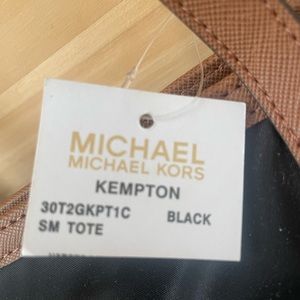 MICHAEL
MICHAEL KORS
KEMPTON
30T2GKPT1C BLACK
SM TOTE